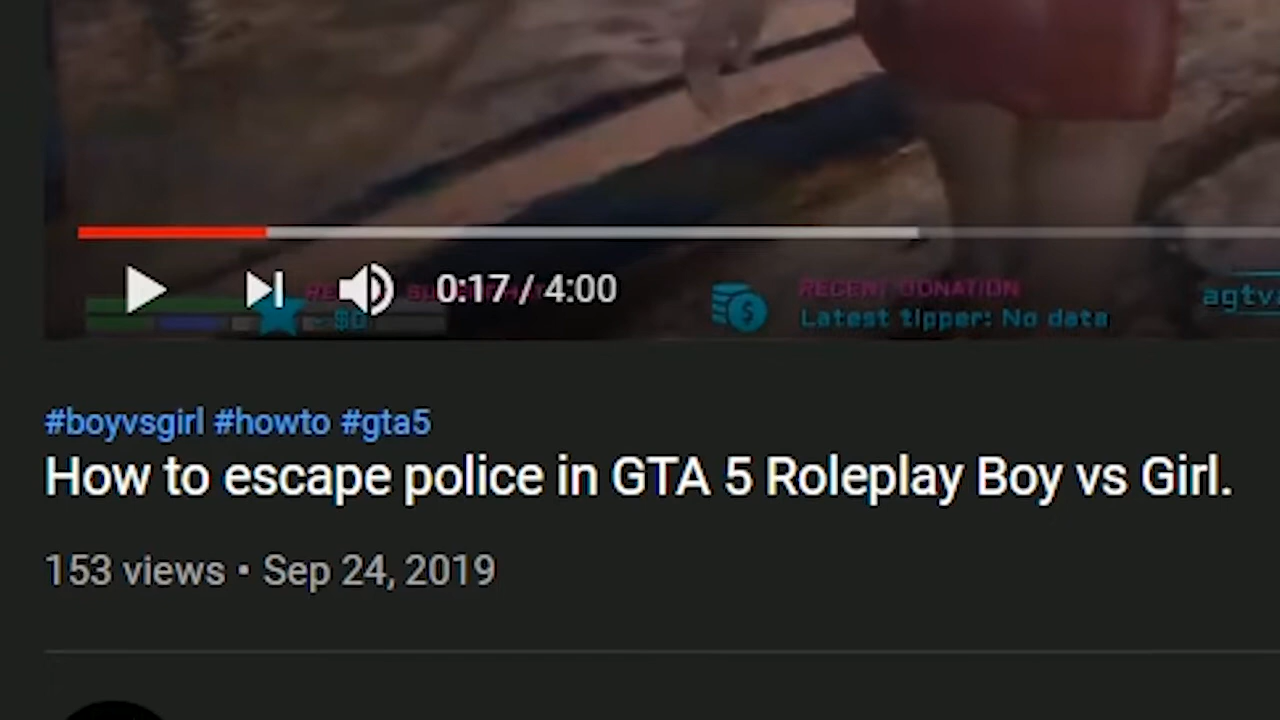 0:17 / 4:00
RECENT DONATION
$0
Latest tipper: No data
agtv
#boyvsgirl #howto #gta5
How to escape police in GTA 5 Roleplay Boy vs Girl.
153 views • Sep 24, 2019